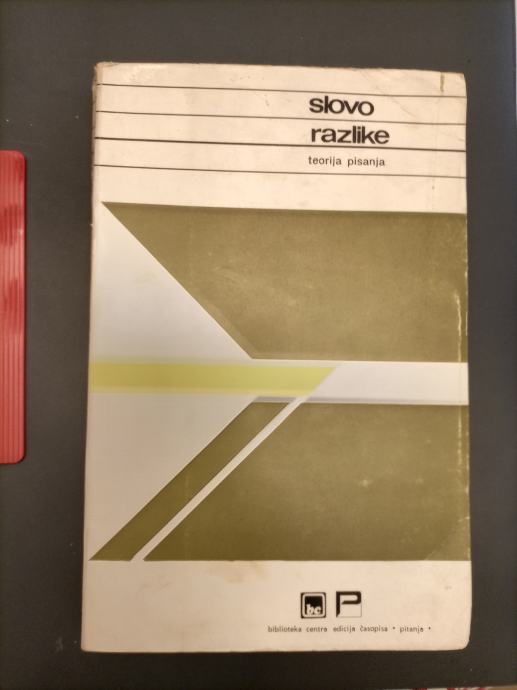 slovo
razlike
teorija pisanja
bc P
biblioteka centra edicija časopisa • pitanja •